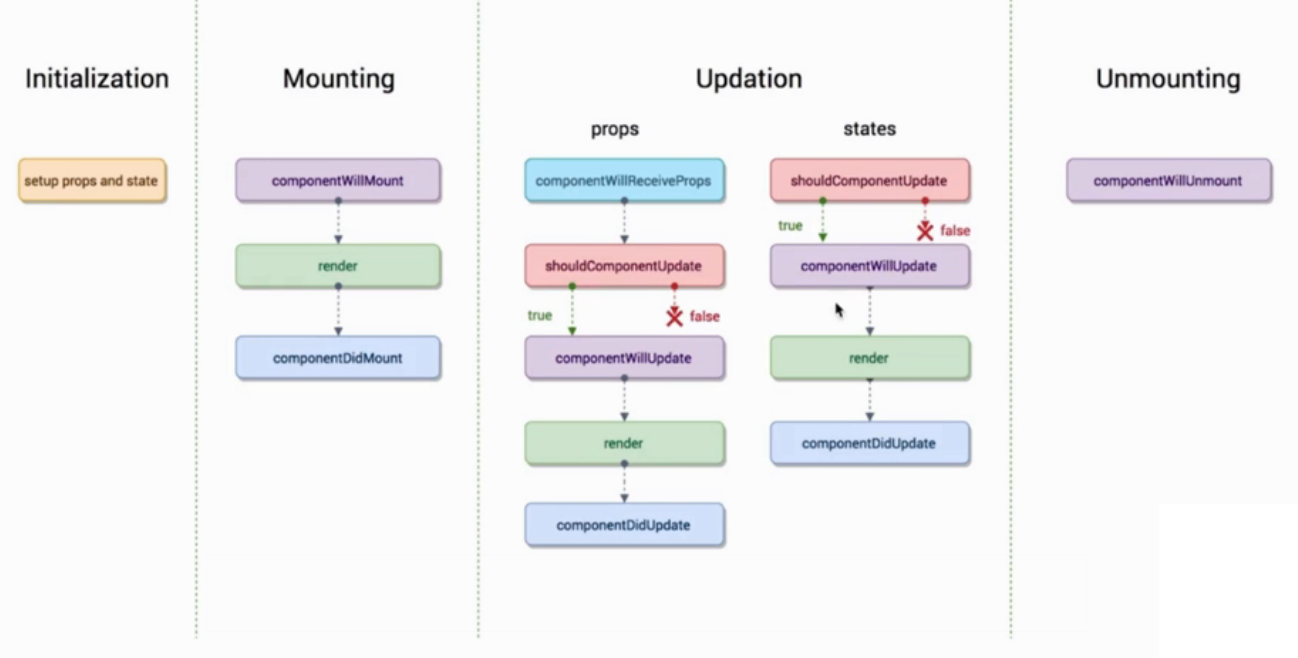 Initialization
setup props and state
Mounting
componentWillMount
render
componentDidMount
Updation
props
componentWillReceiveProps
shouldComponentUpdate
true
false
componentWillUpdate
render
componentDidUpdate
states
shouldComponentUpdate
true
false
componentWillUpdate
render
componentDidUpdate
Unmounting
componentWillUnmount